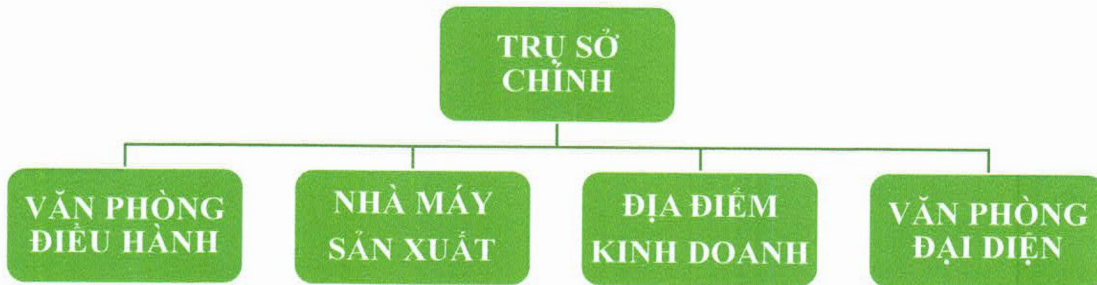 TRỤ SỞ
CHÍNH
VĂN PHÒNG
ĐIỀU HÀNH
NHÀ MÁY
SẢN XUẤT
ĐỊA ĐIỂM
KINH DOANH
VĂN PHÒNG
ĐẠI DIỆN